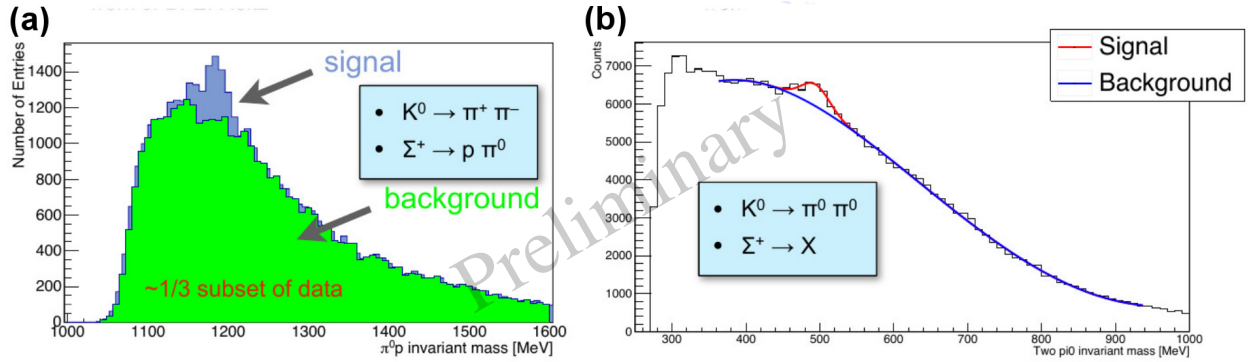 (a)
Number of Entries
1400
1200
1000
800
600
400
200
0
signal
• K⁰ → π⁺ π⁻
• Σ⁺ → p π⁰
background
~1/3 subset of data
1000 1100 1200 1300 1400 1500 1600
π⁰p invariant mass [MeV]
(b)
Counts
7000
6000
5000
4000
3000
2000
1000
0
Signal
Background
• K⁰ → π⁰ π⁰
• Σ⁺ → X
300 400 500 600 700 800 900 1000
Two pi0 invariant mass [MeV]
Preliminary